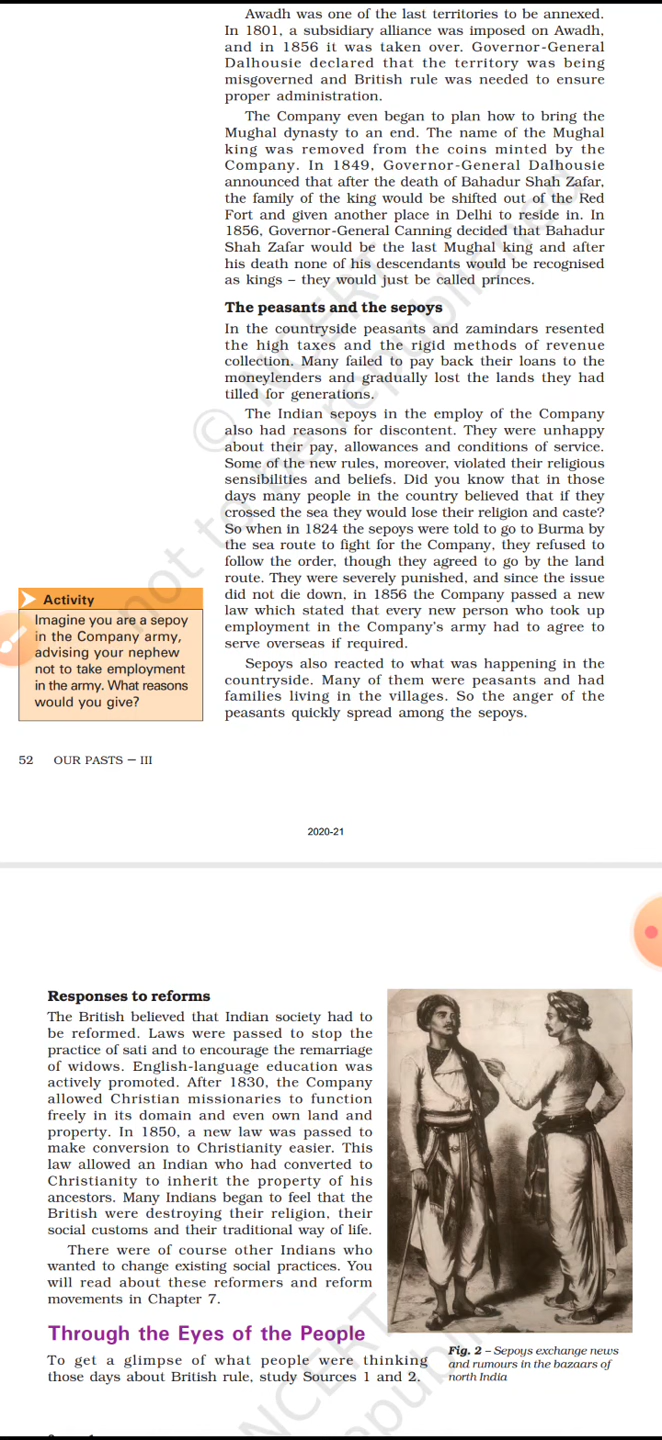 Awadh was one of the last territories to be annexed.
In 1801, a subsidiary alliance was imposed on Awadh,
and in 1856 it was taken over. Governor-General
Dalhousie declared that the territory was being
misgoverned and British rule was needed to ensure
proper administration.
The Company even began to plan how to bring the
Mughal dynasty to an end. The name of the Mughal
king was removed from the coins minted by the
Company. In 1849, Governor-General Dalhousie
announced that after the death of Bahadur Shah Zafar,
the family of the king would be shifted out of the Red
Fort and given another place in Delhi to reside in. In
1856, Governor-General Canning decided that Bahadur
Shah Zafar would be the last Mughal king and after
his death none of his descendants would be recognised
as kings – they would just be called princes.
The peasants and the sepoys
In the countryside peasants and zamindars resented
the high taxes and the rigid methods of revenue
collection. Many failed to pay back their loans to the
moneylenders and gradually lost the lands they had
tilled for generations.
The Indian sepoys in the employ of the Company
also had reasons for discontent. They were unhappy
about their pay, allowances and conditions of service.
Some of the new rules, moreover, violated their religious
sensibilities and beliefs. Did you know that in those
days many people in the country believed that if they
crossed the sea they would lose their religion and caste?
So when in 1824 the sepoys were told to go to Burma by
the sea route to fight for the Company, they refused to
follow the order, though they agreed to go by the land
route. They were severely punished, and since the issue
did not die down, in 1856 the Company passed a new
law which stated that every new person who took up
employment in the Company's army had to agree to
serve overseas if required.
Sepoys also reacted to what was happening in the
countryside. Many of them were peasants and had
families living in the villages. So the anger of the
peasants quickly spread among the sepoys.
Activity
Imagine you are a sepoy
in the Company army,
advising your nephew
not to take employment
in the army. What reasons
would you give?
52 OUR PASTS – III
2020-21
© NCERT
not to be republished
Responses to reforms
The British believed that Indian society had to
be reformed. Laws were passed to stop the
practice of sati and to encourage the remarriage
of widows. English-language education was
actively promoted. After 1830, the Company
allowed Christian missionaries to function
freely in its domain and even own land and
property. In 1850, a new law was passed to
make conversion to Christianity easier. This
law allowed an Indian who had converted to
Christianity to inherit the property of his
ancestors. Many Indians began to feel that the
British were destroying their religion, their
social customs and their traditional way of life.
There were of course other Indians who
wanted to change existing social practices. You
will read about these reformers and reform
movements in Chapter 7.
Through the Eyes of the People
To get a glimpse of what people were thinking
those days about British rule, study Sources 1 and 2.
Fig. 2 – Sepoys exchange news
and rumours in the bazaars of
north India
NCERT